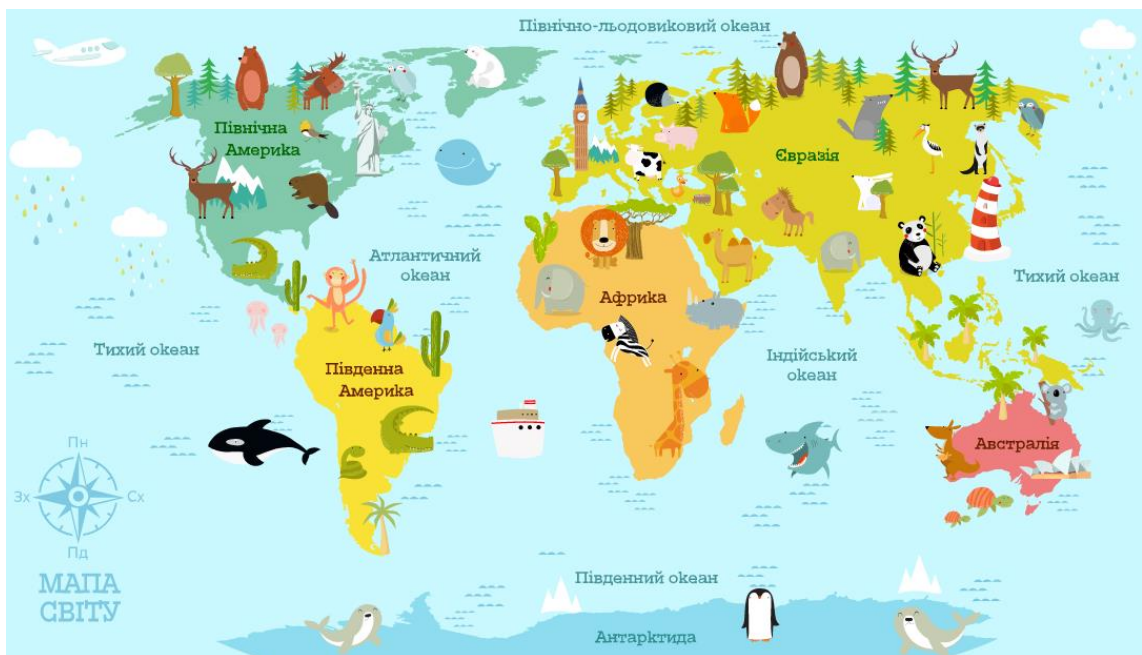 Північно-льодовиковий океан
Північна
Америка
Євразія
Атлантичний
океан
Африка
Тихий океан
Тихий океан
Індійський
океан
Південна
Америка
Австралія
Пн
Зх
Сх
Пд
МАПА
СВІТУ
Південний океан
Антарктида